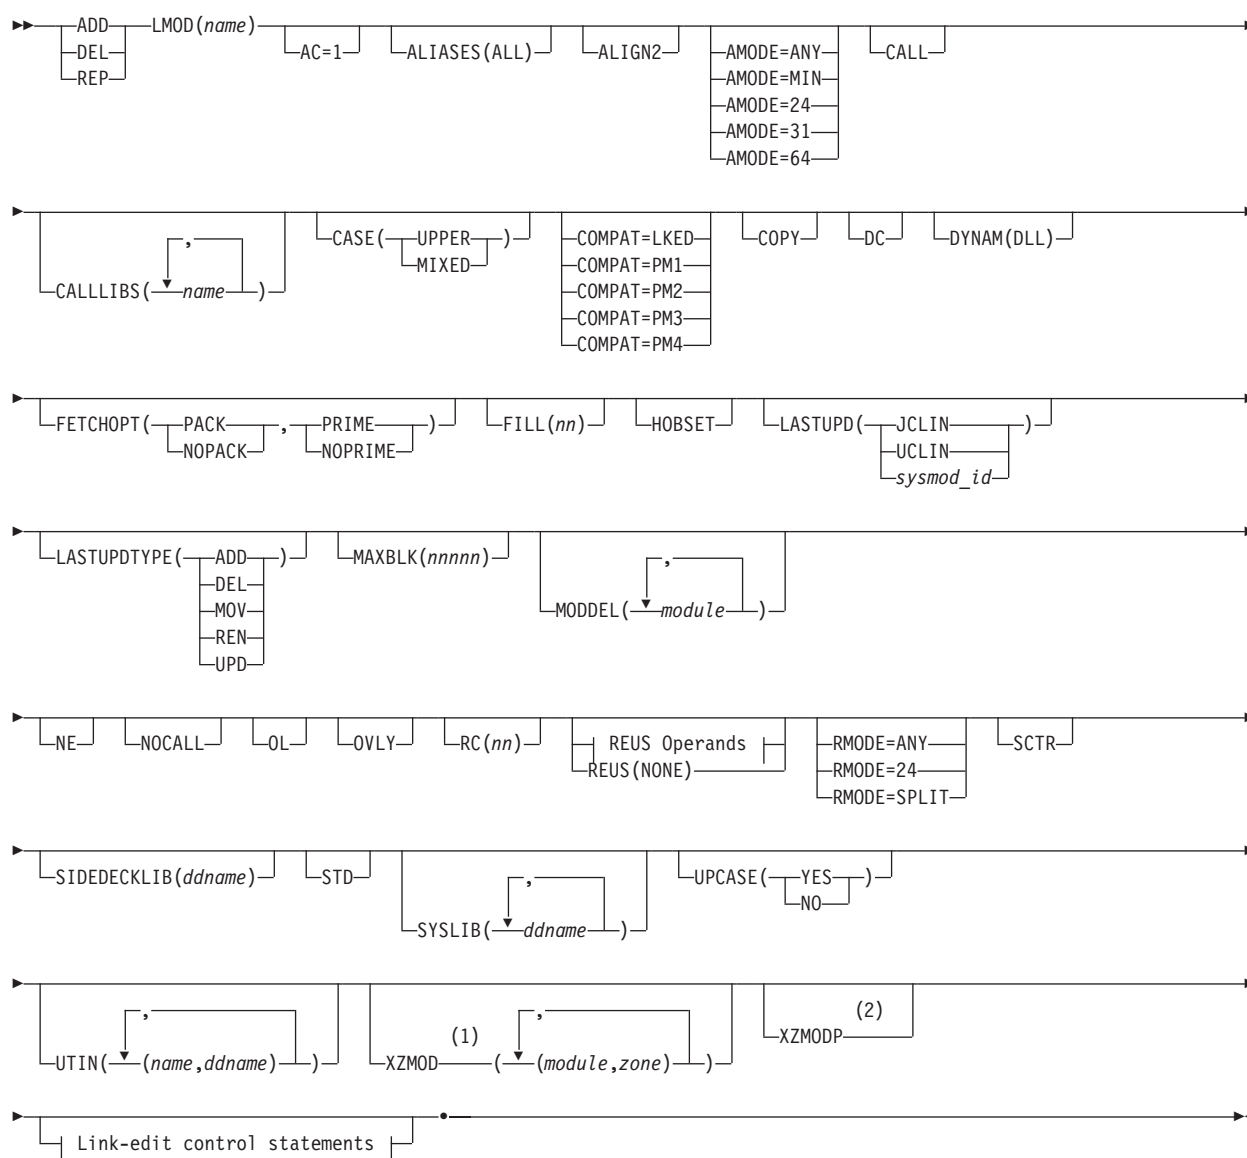 ADD LMOD(name)
DEL AC=1 ALIASES(ALL) ALIGN2 AMODE=ANY CALL
REP AMODE=MIN
AMODE=24
AMODE=31
AMODE=64
, CASE( UPPER ) COMPAT=LKED COPY DC DYNAM(DLL)
MIXED COMPAT=PM1
CALLLIBS( name ) COMPAT=PM2
COMPAT=PM3
COMPAT=PM4
FETCHOPT( PACK , PRIME ) FILL(nn) HOBSET LASTUPD( JCLIN )
NOPACK NOPRIME UCLIN
sysmod_id
LASTUPDTYPE( ADD ) MAXBLK(nnnnn) ,
DEL
MOV MODDEL( module )
REN
UPD
NE NOCALL OL OVLY RC(nn) REUS Operands RMODE=ANY SCTR
REUS(NONE) RMODE=24
RMODE=SPLIT
SIDEDECKLIB(ddname) STD , UPCASE( YES )
NO
SYSLIB( ddname )
, (1) , (2)
XZMODP
UTIN( (name,ddname) ) XZMOD ( (module,zone) )
Link-edit control statements